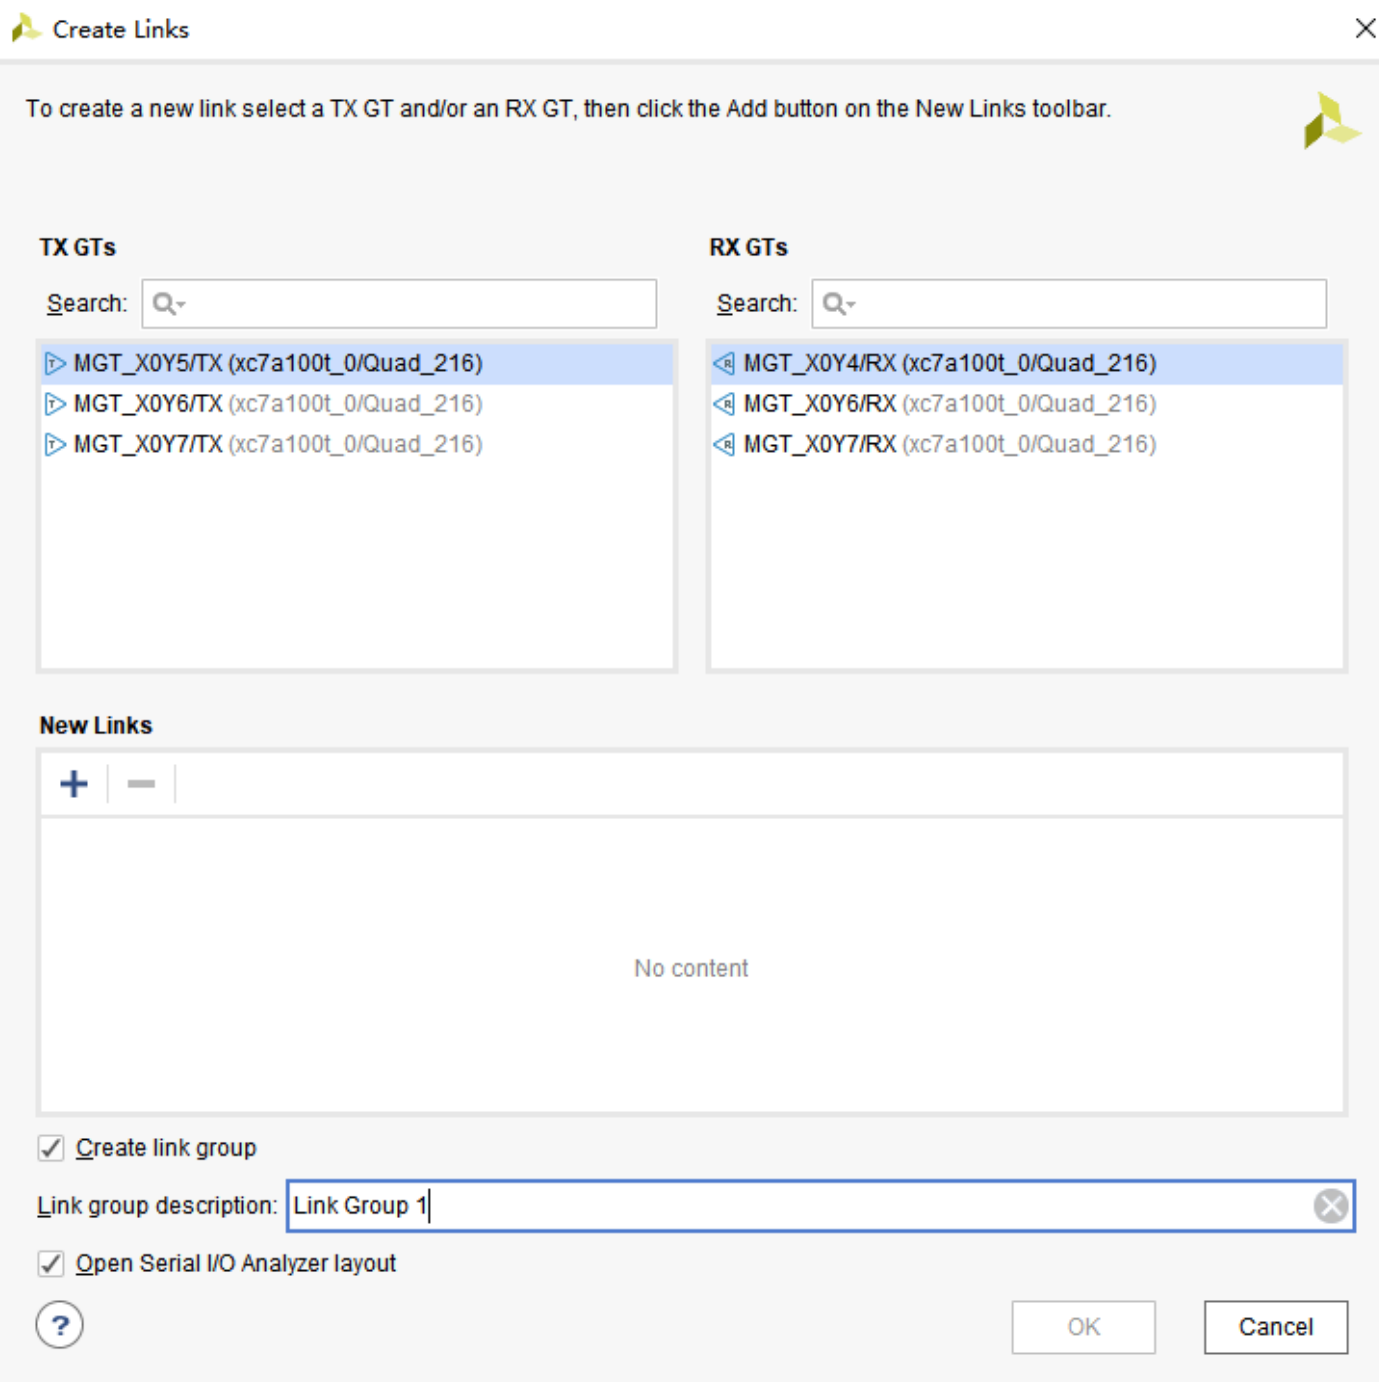 Create Links
To create a new link select a TX GT and/or an RX GT, then click the Add button on the New Links toolbar.
TX GTs
Search:
MGT_X0Y5/TX (xc7a100t_0/Quad_216)
MGT_X0Y6/TX (xc7a100t_0/Quad_216)
MGT_X0Y7/TX (xc7a100t_0/Quad_216)
RX GTs
Search:
MGT_X0Y4/RX (xc7a100t_0/Quad_216)
MGT_X0Y6/RX (xc7a100t_0/Quad_216)
MGT_X0Y7/RX (xc7a100t_0/Quad_216)
New Links
No content
Create link group
Link group description: Link Group 1
Open Serial I/O Analyzer layout
? OK Cancel